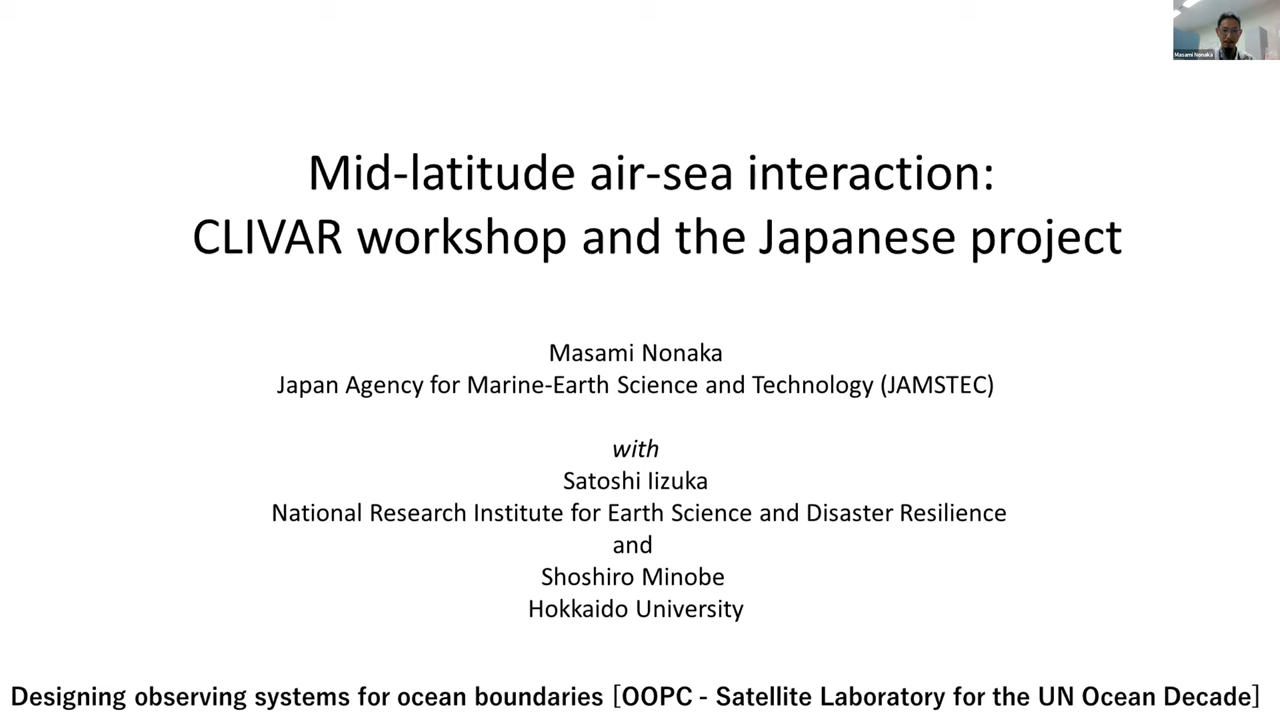 Masami Nonaka
Mid-latitude air-sea interaction:
CLIVAR workshop and the Japanese project
Masami Nonaka
Japan Agency for Marine-Earth Science and Technology (JAMSTEC)
with
Satoshi Iizuka
National Research Institute for Earth Science and Disaster Resilience
and
Shoshiro Minobe
Hokkaido University
Designing observing systems for ocean boundaries [OOPC - Satellite Laboratory for the UN Ocean Decade]